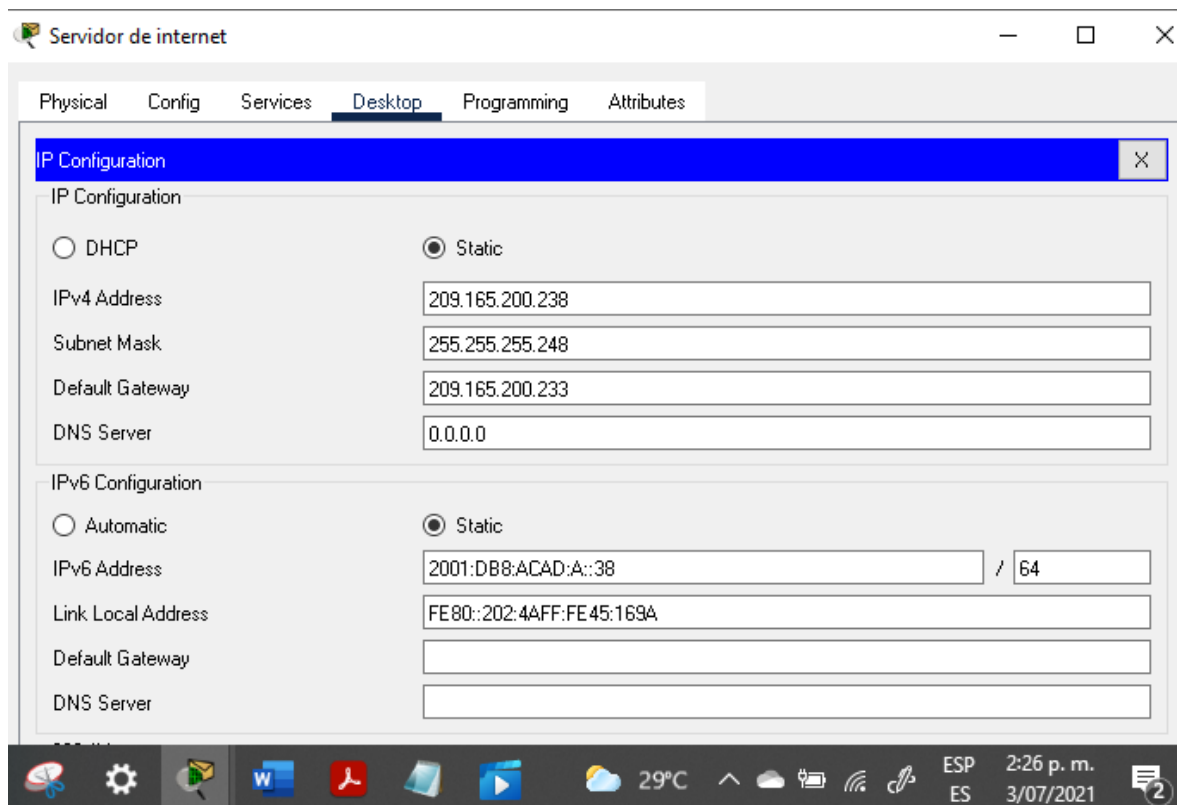 Servidor de internet
Physical Config Services Desktop Programming Attributes
IP Configuration X
IP Configuration
DHCP Static
IPv4 Address 209.165.200.238
Subnet Mask 255.255.255.248
Default Gateway 209.165.200.233
DNS Server 0.0.0.0
IPv6 Configuration
Automatic Static
IPv6 Address 2001:DB8:ACAD:A::38 / 64
Link Local Address FE80::202:4AFF:FE45:169A
Default Gateway
DNS Server
W 29°C ESP 2:26 p. m.
ES 3/07/2021 2